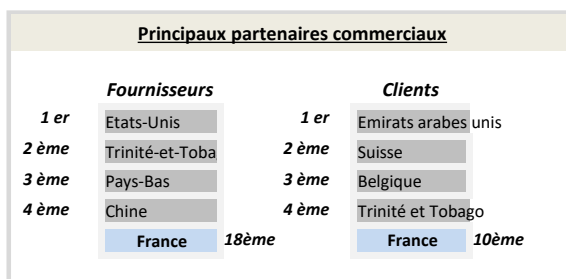 Principaux partenaires commerciaux
Fournisseurs Clients
1 er Etats-Unis 1 er Emirats arabes unis
2 ème Trinité-et-Toba 2 ème Suisse
3 ème Pays-Bas 3 ème Belgique
4 ème Chine 4 ème Trinité et Tobago
France 18ème France 10ème